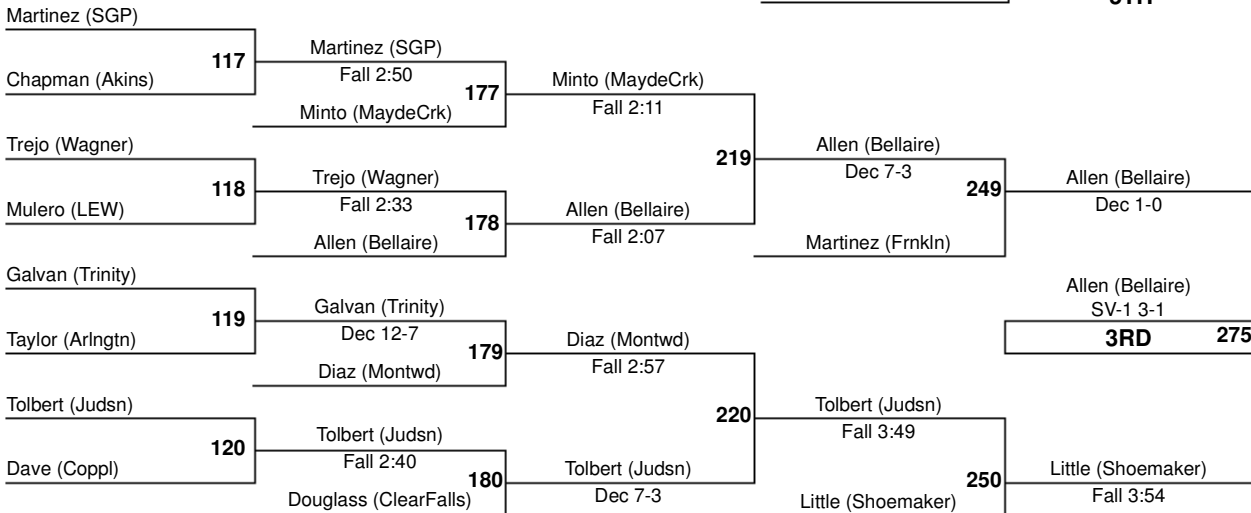 5TH
Martinez (SGP)
117
Chapman (Akins)
Martinez (SGP)
Fall 2:50
177
Minto (MaydeCrk)
Minto (MaydeCrk)
Fall 2:11
Trejo (Wagner)
118
Mulero (LEW)
Trejo (Wagner)
Fall 2:33
178
Allen (Bellaire)
Allen (Bellaire)
Fall 2:07
219
Allen (Bellaire)
Dec 7-3
249
Martinez (Frnkln)
Allen (Bellaire)
Dec 1-0
Galvan (Trinity)
119
Taylor (Arlngtn)
Galvan (Trinity)
Dec 12-7
179
Diaz (Montwd)
Diaz (Montwd)
Fall 2:57
Allen (Bellaire)
SV-1 3-1
3RD
275
Tolbert (Judsn)
120
Dave (Coppl)
Tolbert (Judsn)
Fall 2:40
180
Douglass (ClearFalls)
Tolbert (Judsn)
Dec 7-3
220
Tolbert (Judsn)
Fall 3:49
250
Little (Shoemaker)
Little (Shoemaker)
Fall 3:54